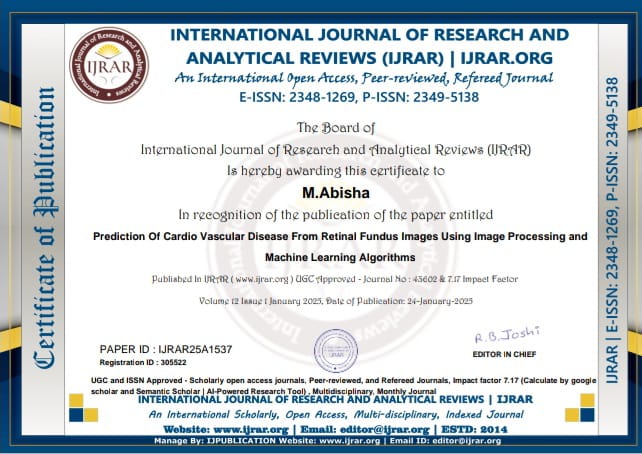 INTERNATIONAL JOURNAL OF RESEARCH AND
ANALYTICAL REVIEWS (IJRAR) | IJRAR.ORG
An International Open Access, Peer-reviewed, Refereed Journal
E-ISSN: 2348-1269, P-ISSN: 2349-5138
International Journal of Research and Analytical Reviews
IJRAR
The Board of
International Journal of Research and Analytical Reviews (IJRAR)
Is hereby awarding this certificate to
M.Abisha
In recognition of the publication of the paper entitled
Prediction Of Cardio Vascular Disease From Retinal Fundus Images Using Image Processing and
Machine Learning Algorithms
Published In IJRAR ( www.ijrar.org ) UGC Approved - Journal No : 43602 & 7.17 Impact Factor
Volume 12 Issue 1 January 2025, Date of Publication: 24-January-2025
PAPER ID : IJRAR25A1537
Registration ID : 305522
R.B.Joshi
EDITOR IN CHIEF
UGC and ISSN Approved - Scholarly open access journals, Peer-reviewed, and Refereed Journals, Impact factor 7.17 (Calculate by google
scholar and Semantic Scholar | AI-Powered Research Tool) , Multidisciplinary, Monthly Journal
INTERNATIONAL JOURNAL OF RESEARCH AND ANALYTICAL REVIEWS | IJRAR
An International Scholarly, Open Access, Multi-disciplinary, Indexed Journal
Website: www.ijrar.org | Email: editor@ijrar.org | ESTD: 2014
Manage By: IJPUBLICATION Website: www.ijrar.org | Email ID: editor@ijrar.org
Certificate of Publication
IJRAR | E-ISSN: 2348-1269, P-ISSN: 2349-5138